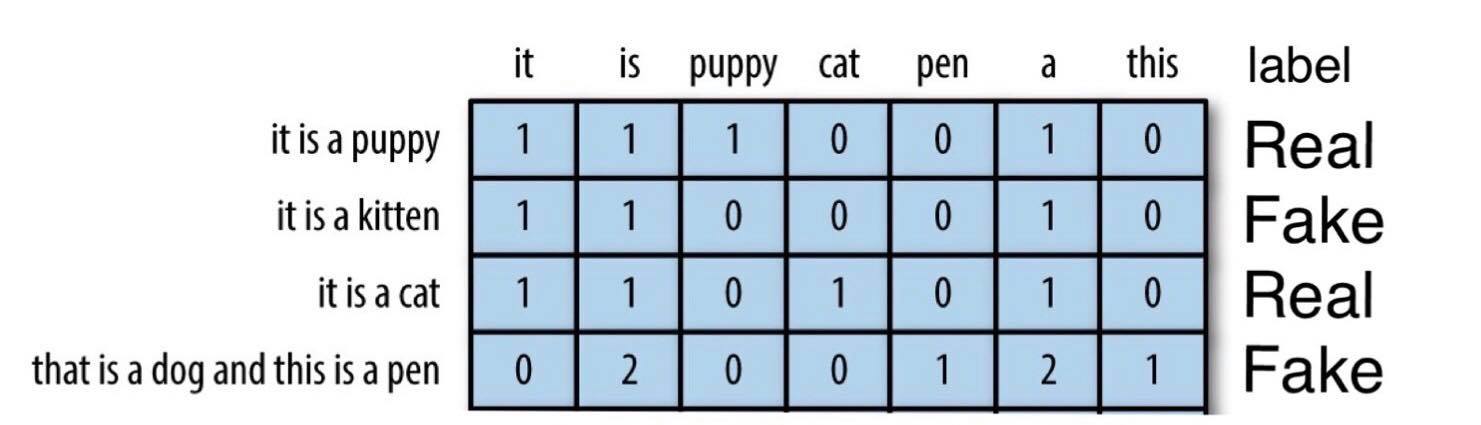 it is puppy cat pen a this label
it is a puppy 1 1 1 0 0 1 0 Real
it is a kitten 1 1 0 0 0 1 0 Fake
it is a cat 1 1 0 1 0 1 0 Real
that is a dog and this is a pen 0 2 0 0 1 2 1 Fake